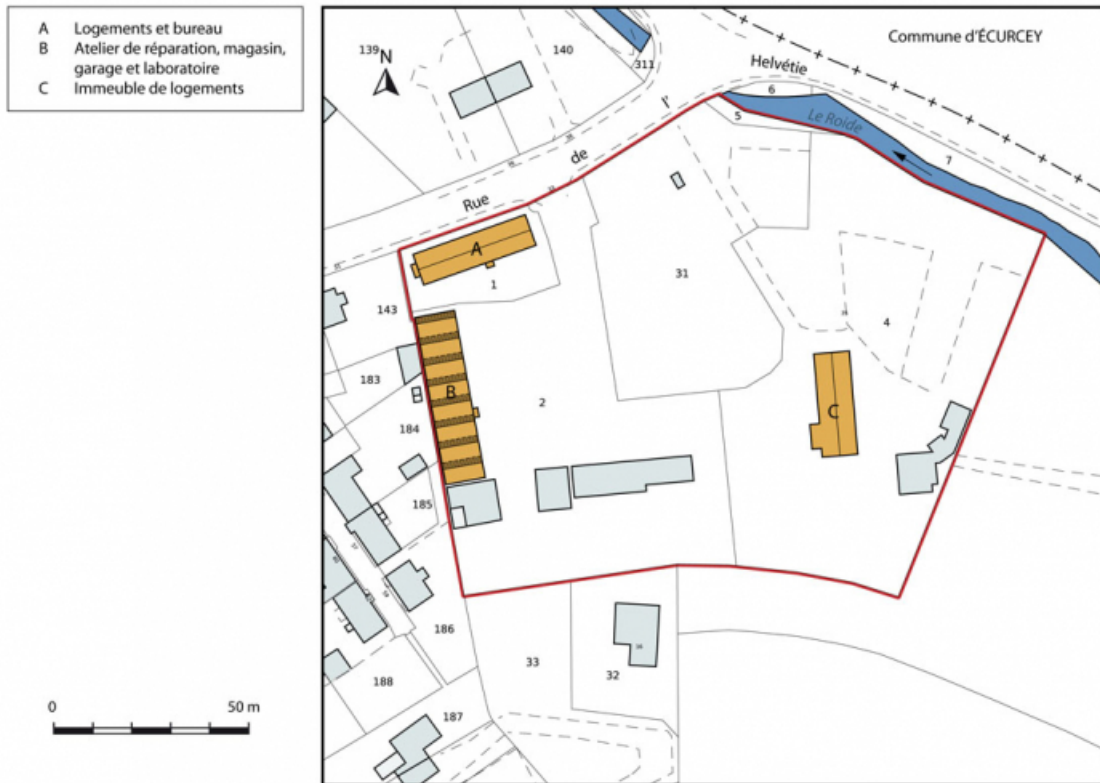 A Logements et bureau
B Atelier de réparation, magasin,
garage et laboratoire
C Immeuble de logements
Commune d'ÉCURCEY
139
N
140
311
Helvétie
l'
de
Rue
6
5
Le Roide
7
A
1
31
4
143
183
B
2
184
C
185
186
33
32
188
187
0 50 m